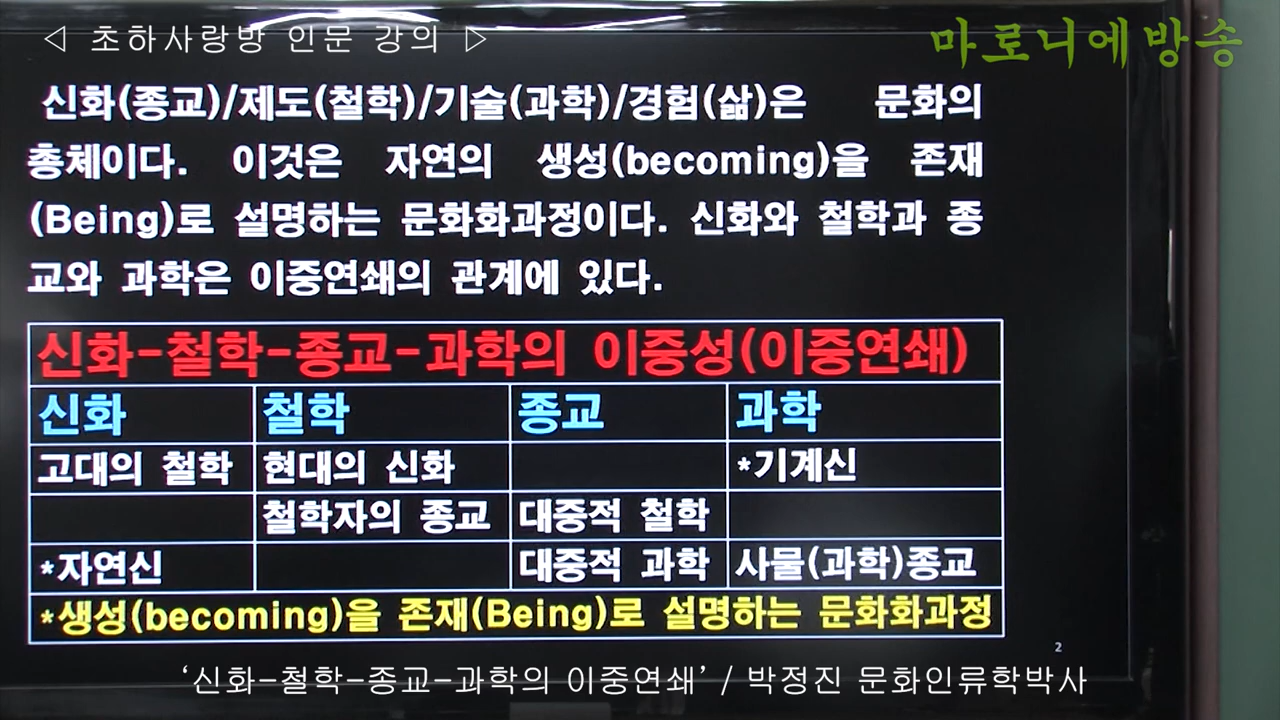 ◁ 초하사랑방 인문 강의 ▷
마로니에방송
신화(종교)/제도(철학)/기술(과학)/경험(삶)은 문화의
총체이다. 이것은 자연의 생성(becoming)을 존재
(Being)로 설명하는 문화화과정이다. 신화와 철학과 종
교와 과학은 이중연쇄의 관계에 있다.
신화-철학-종교-과학의 이중성(이중연쇄)
신화 철학 종교 과학
고대의 철학 현대의 신화 *기계신
철학자의 종교 대중적 철학
*자연신 대중적 과학 사물(과학)종교
*생성(becoming)을 존재(Being)로 설명하는 문화화과정
2
‘신화-철학-종교-과학의 이중연쇄’ / 박정진 문화인류학박사